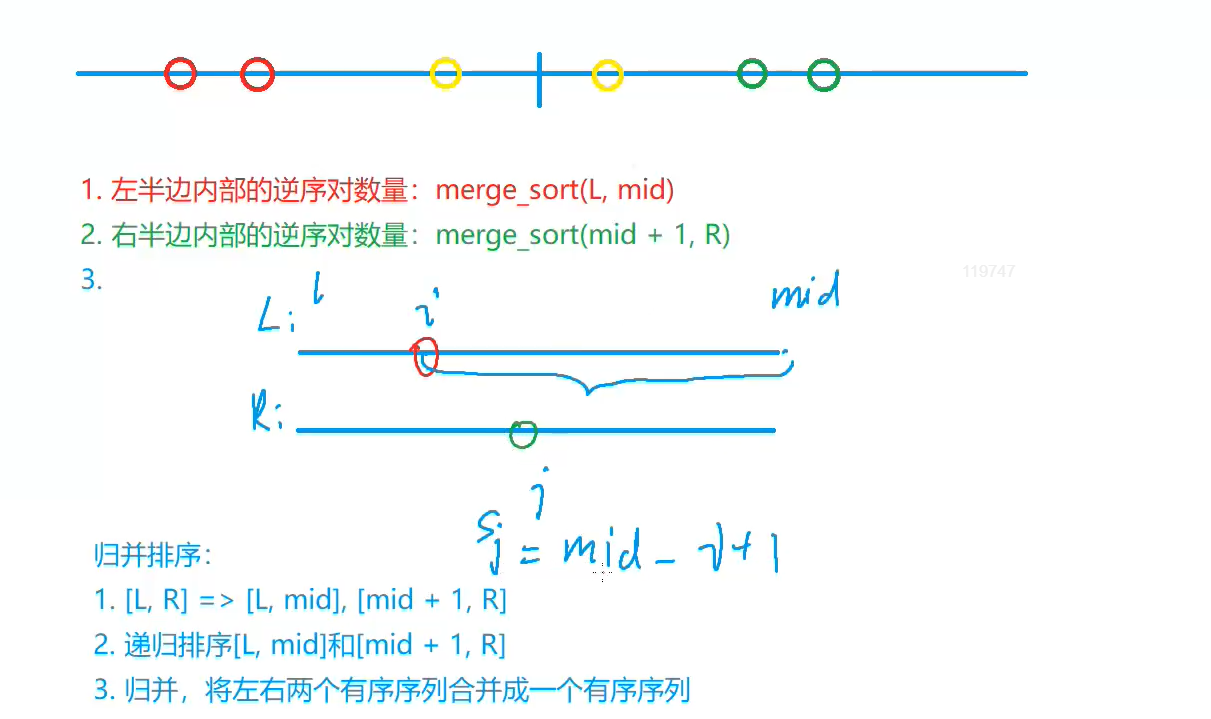 1. 左半边内部的逆序对数量：merge_sort(L, mid)
2. 右半边内部的逆序对数量：merge_sort(mid + 1, R)
3.
119747
l
i
mid
Li
Ri
j
Sj = mid - i + 1
归并排序：
1. [L, R] => [L, mid], [mid + 1, R]
2. 递归排序[L, mid]和[mid + 1, R]
3. 归并，将左右两个有序序列合并成一个有序序列